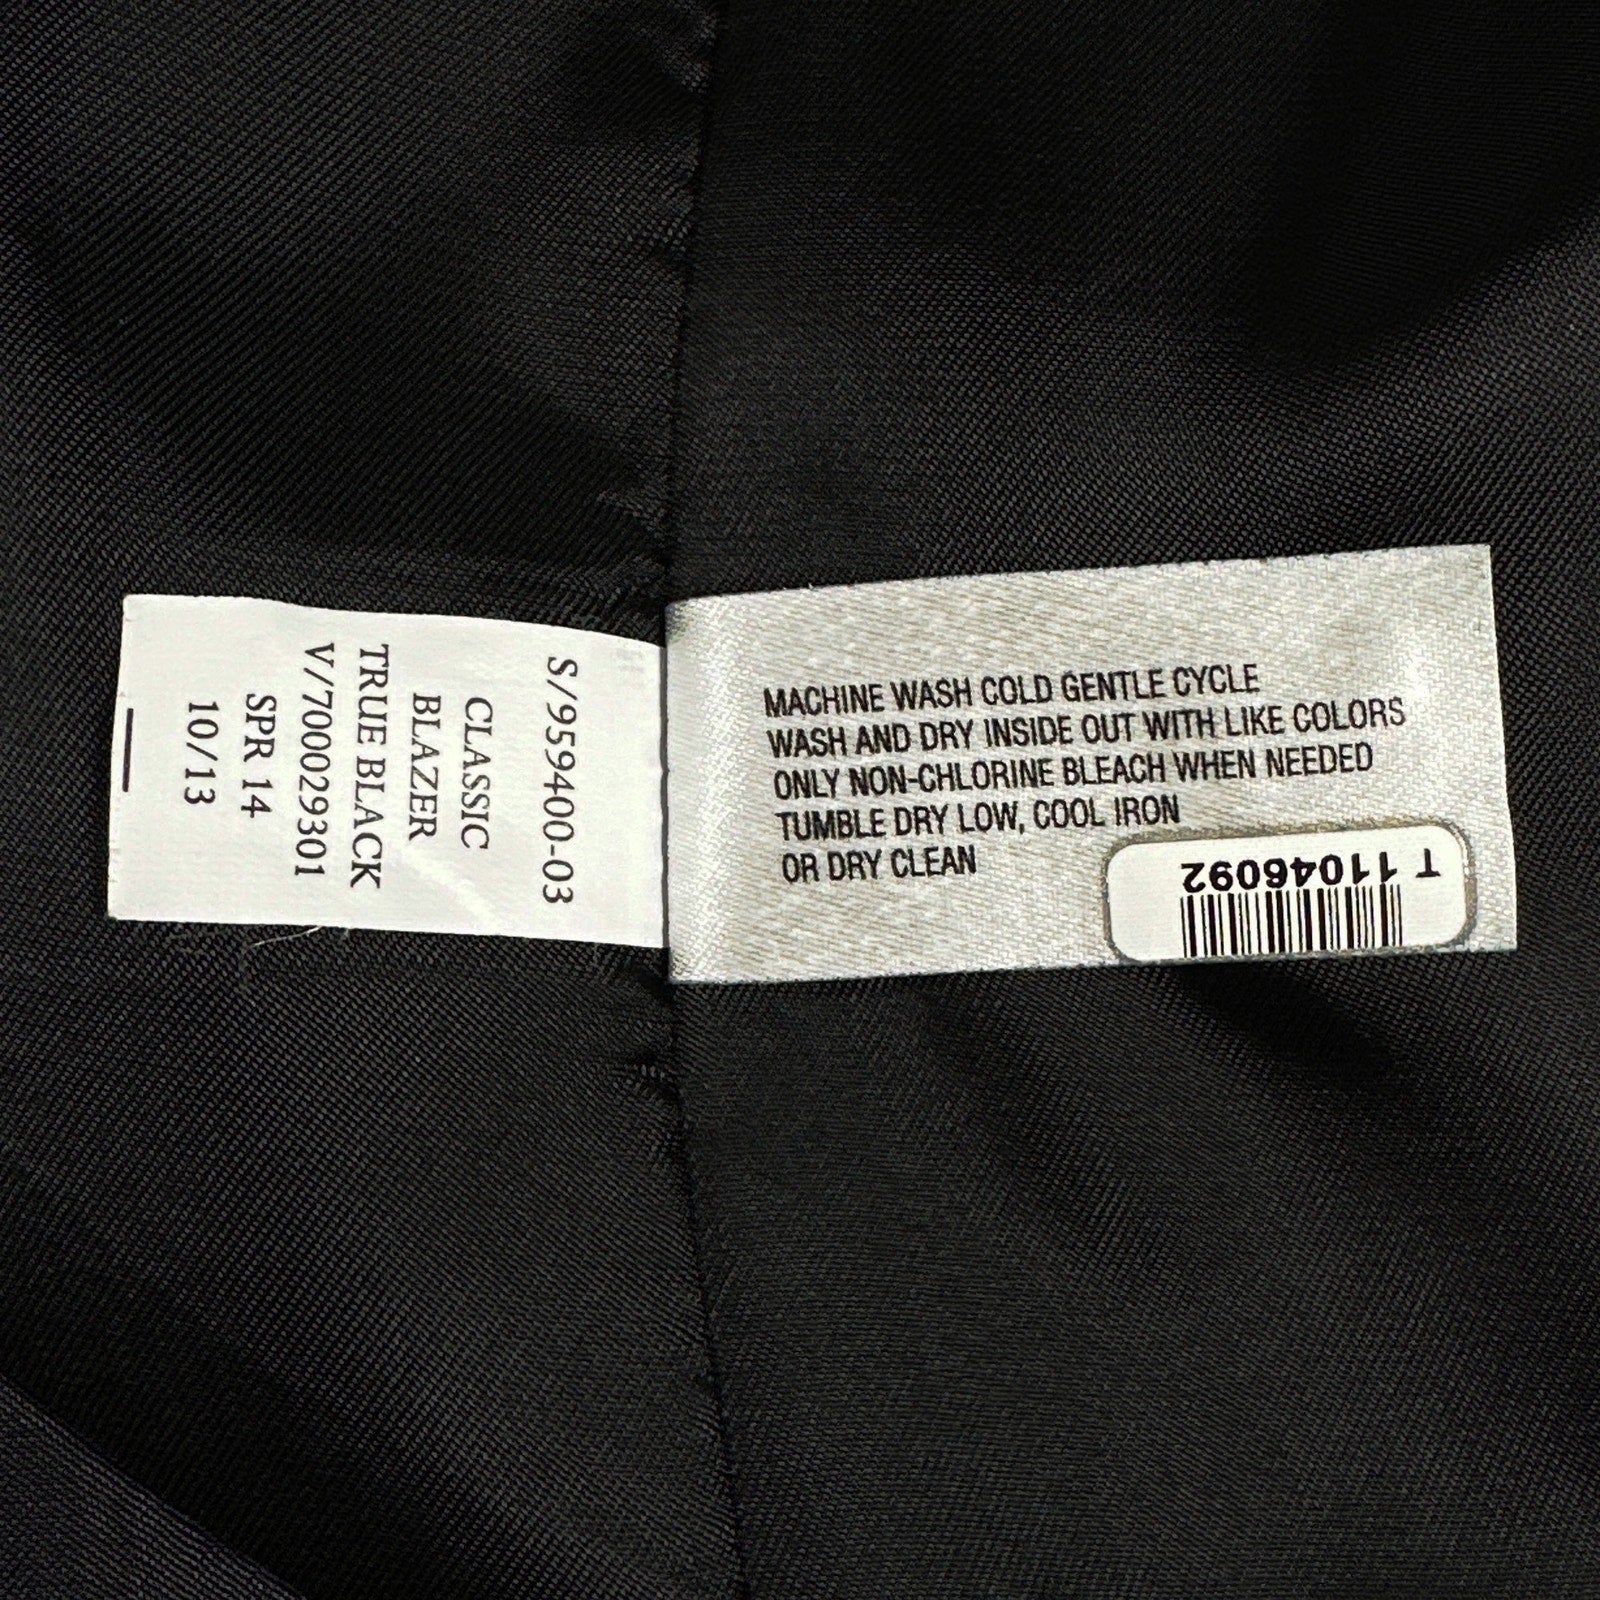 S/959400-03
CLASSIC
BLAZER
TRUE BLACK
V/7000293301
SPR 14
10/13
MACHINE WASH COLD GENTLE CYCLE
WASH AND DRY INSIDE OUT WITH LIKE COLORS
ONLY NON-CHLORINE BLEACH WHEN NEEDED
TUMBLE DRY LOW, COOL IRON
OR DRY CLEAN
T 11046092